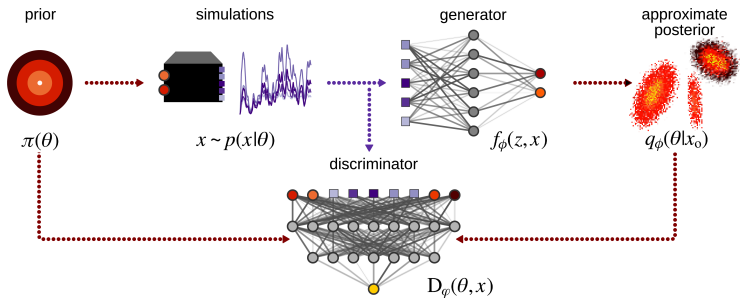 prior
simulations
generator
approximate
posterior
π(θ)
x ~ p(x|θ)
f_ϕ(z, x)
q_ϕ(θ|x_o)
discriminator
D_φ(θ, x)